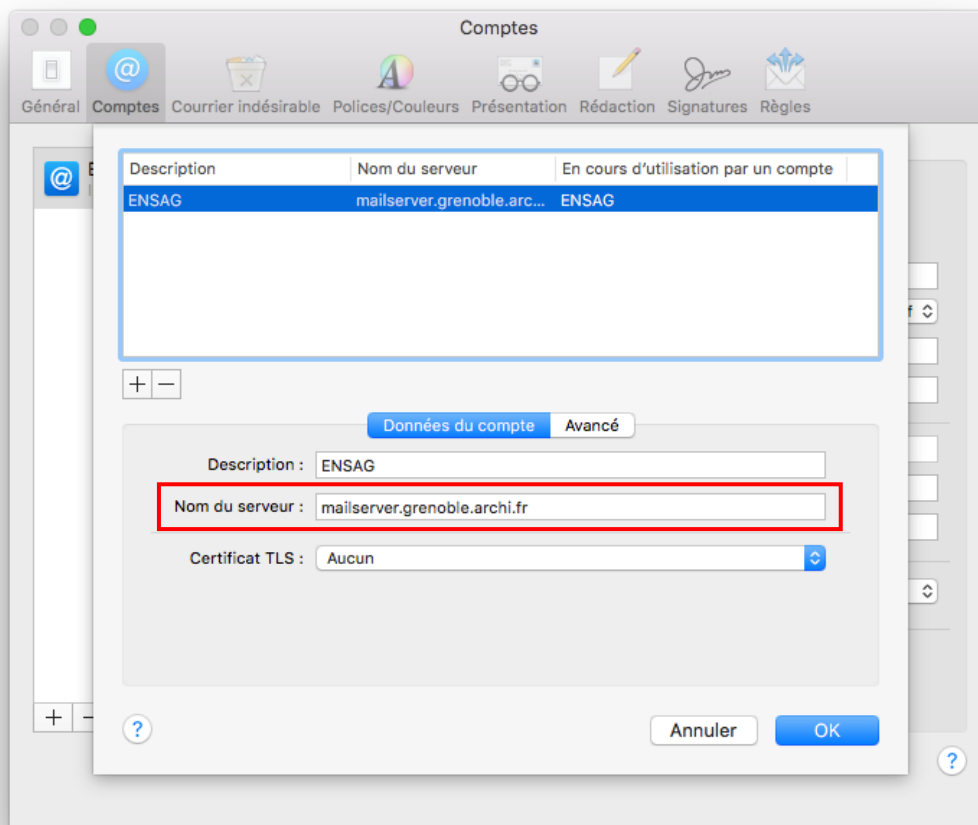 Comptes
Général Comptes Courrier indésirable Polices/Couleurs Présentation Rédaction Signatures Règles
Description Nom du serveur En cours d'utilisation par un compte
ENSAG mailserver.grenoble.arc... ENSAG
Données du compte Avancé
Description : ENSAG
Nom du serveur : mailserver.grenoble.archi.fr
Certificat TLS : Aucun
Annuler OK